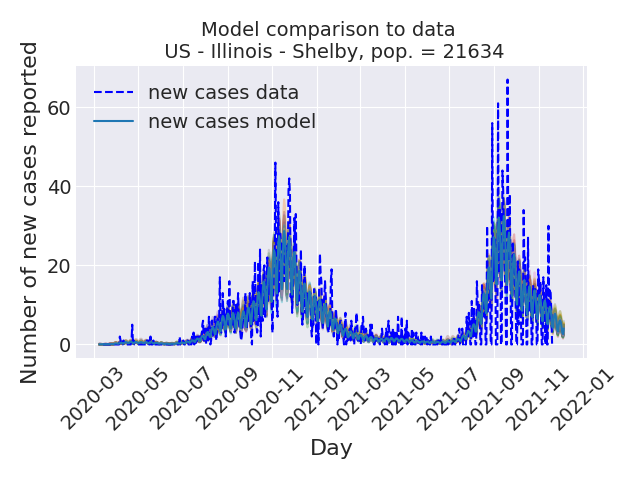 Model comparison to data
US - Illinois - Shelby, pop. = 21634
Number of new cases reported
60
40
20
0
new cases data
new cases model
2020-03
2020-05
2020-07
2020-09
2020-11
2021-01
2021-03
2021-05
2021-07
2021-09
2021-11
2022-01
Day